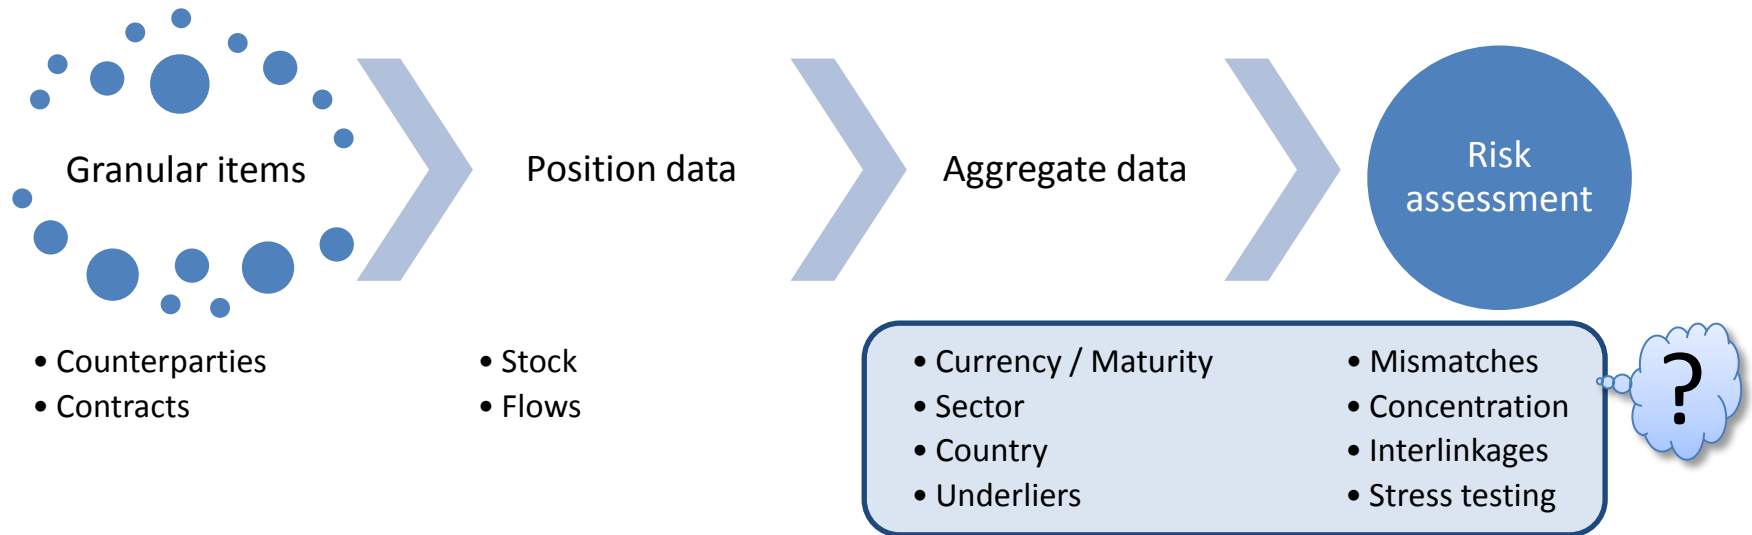 Granular items
Position data
Aggregate data
Risk
assessment
• Counterparties
• Contracts
• Stock
• Flows
• Currency / Maturity
• Sector
• Country
• Underliers
• Mismatches
• Concentration
• Interlinkages
• Stress testing
?